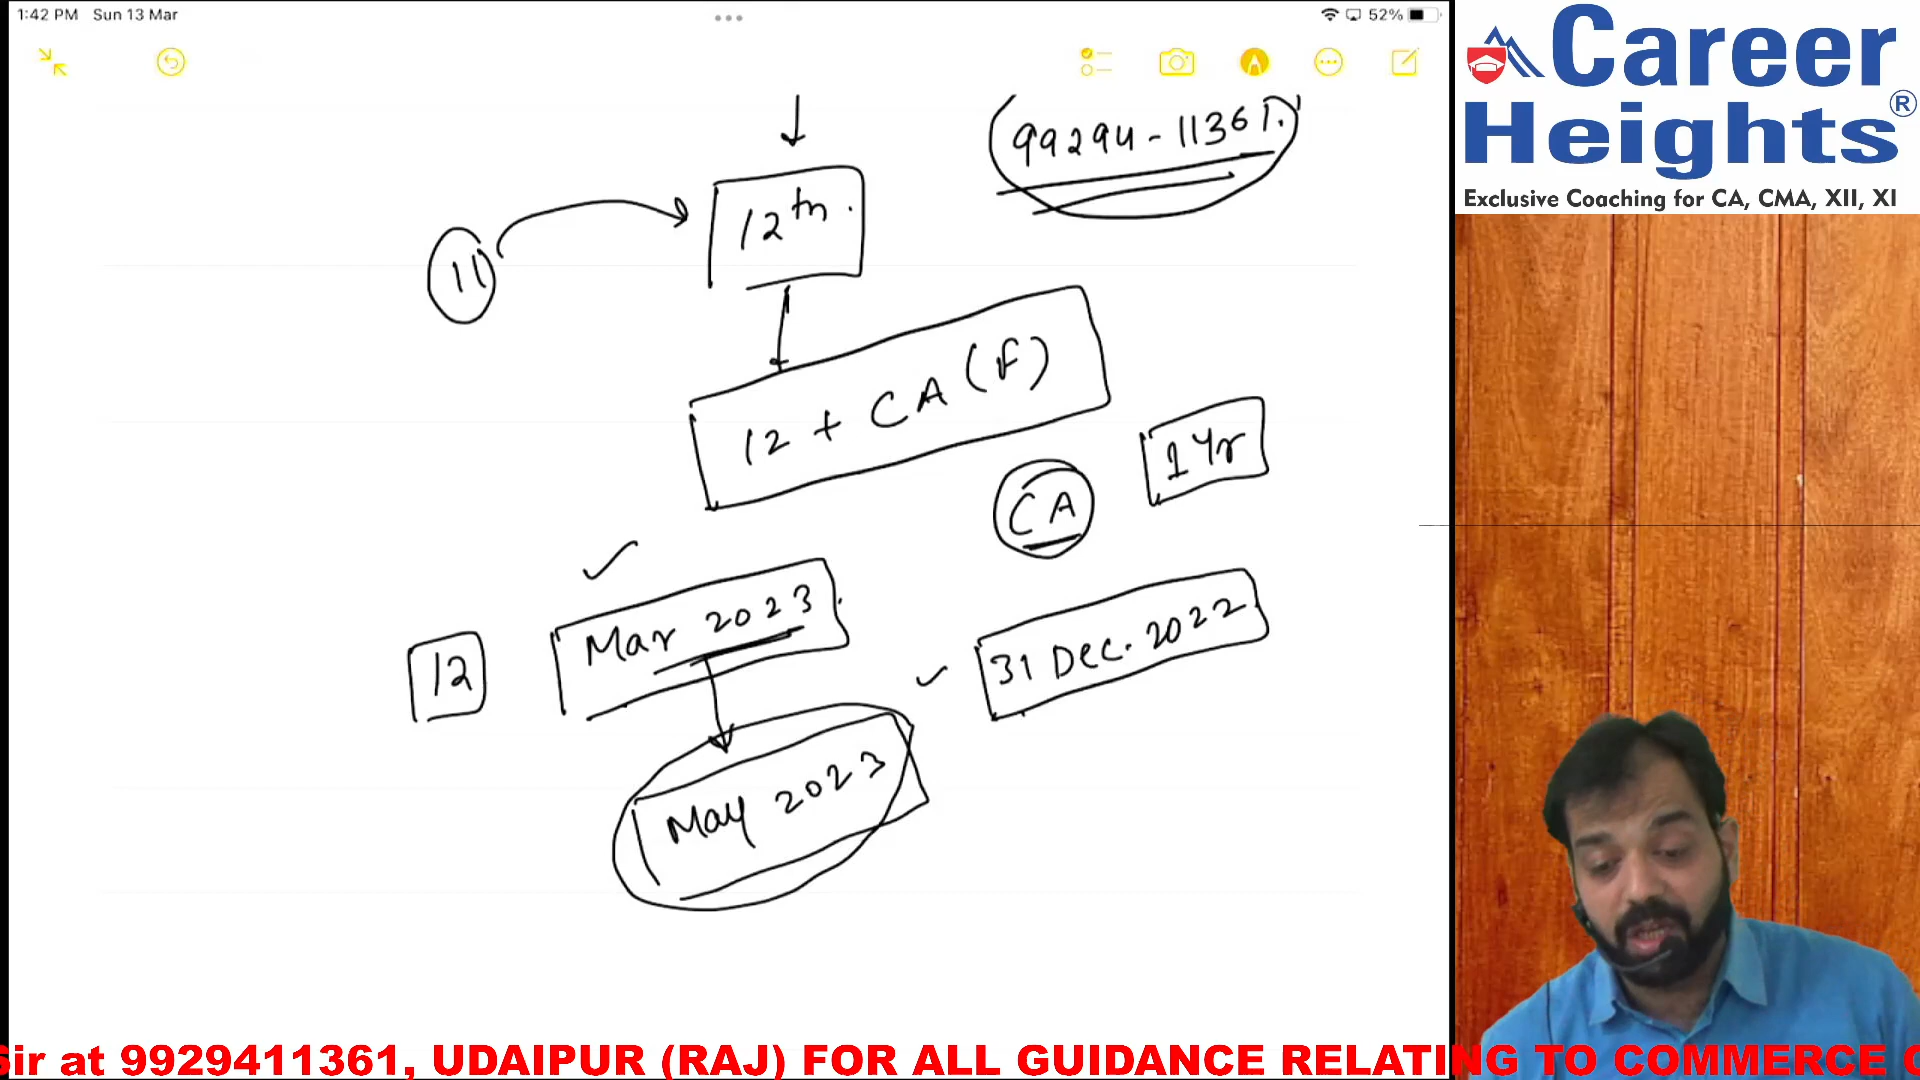 1:42 PM Sun 13 Mar
52%
Career
Heights®
Exclusive Coaching for CA, CMA, XII, XI
99294-11361.
12th.
11
12 + CA (F)
1 Yr
CA
Mar 2023
31 Dec. 2022
12
May 2023
Sir at 9929411361, UDAIPUR (RAJ) FOR ALL GUIDANCE RELATING TO COMMERCE